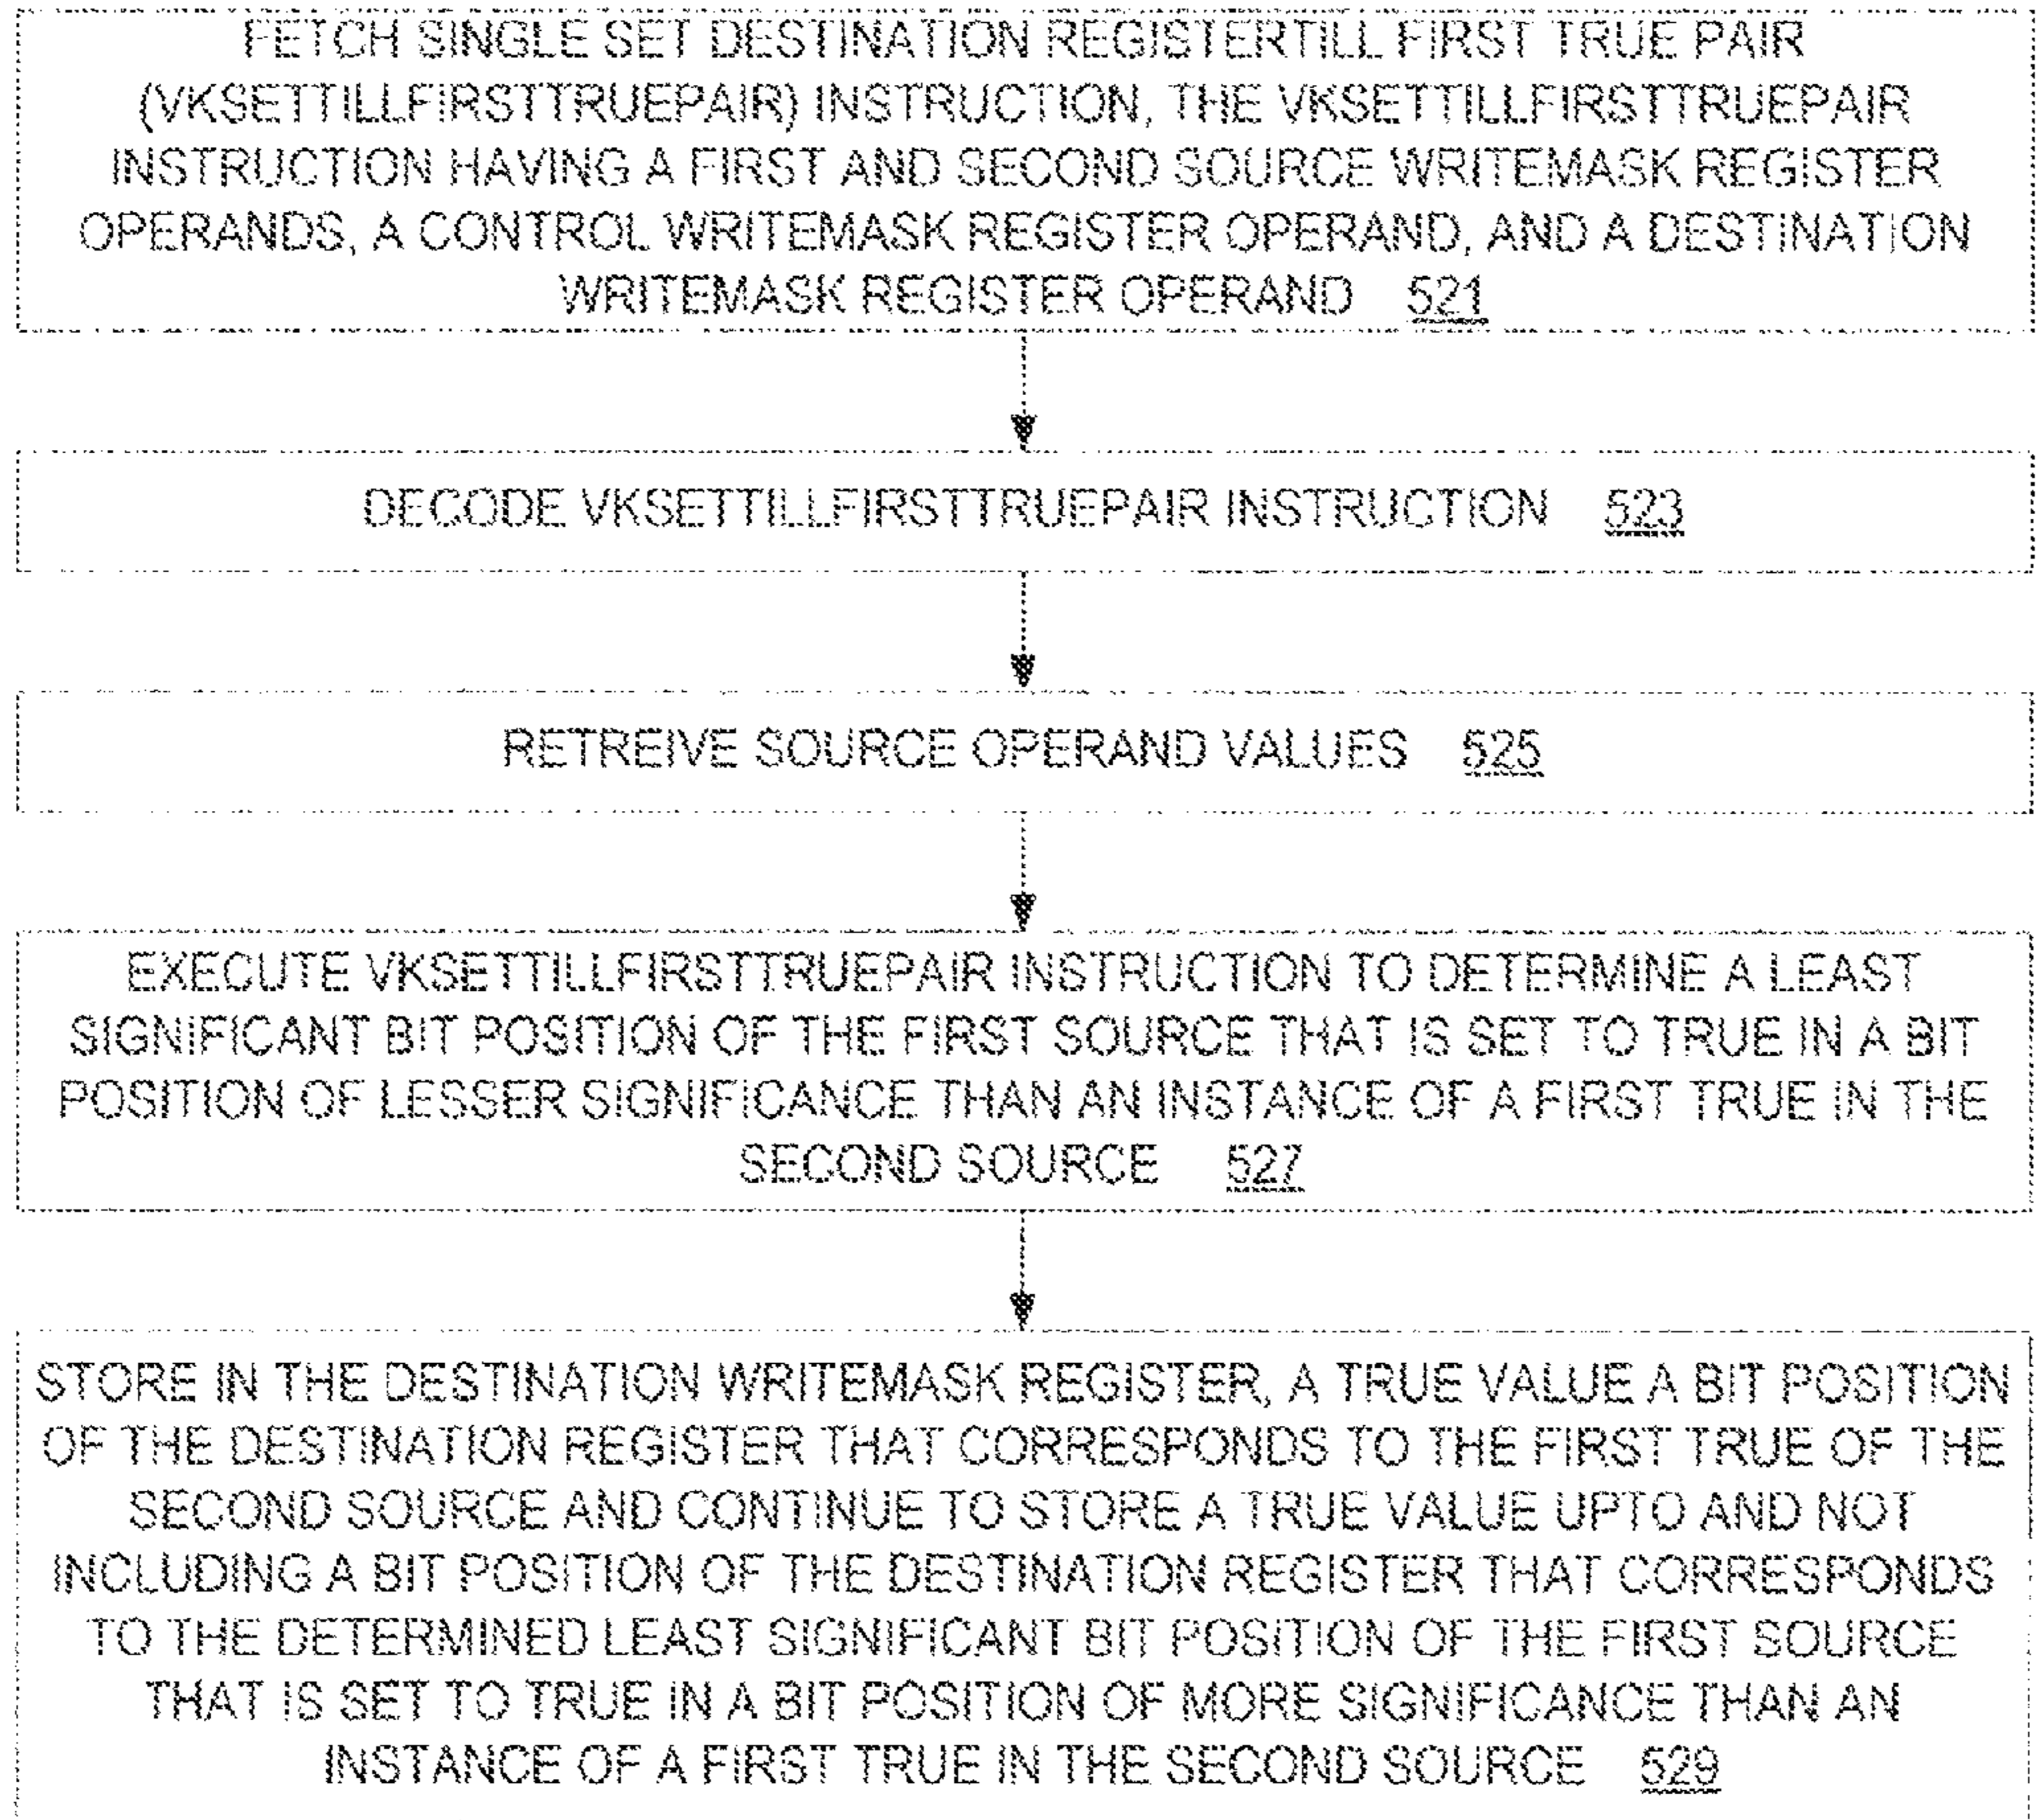 FETCH SINGLE SET DESTINATION REGISTERTILL FIRST TRUE PAIR
(VKSETTILLFIRSTTRUEPAIR) INSTRUCTION, THE VKSETTILLFIRSTTRUEPAIR
INSTRUCTION HAVING A FIRST AND SECOND SOURCE WRITEMASK REGISTER
OPERANDS, A CONTROL WRITEMASK REGISTER OPERAND, AND A DESTINATION
WRITEMASK REGISTER OPERAND 521
DECODE VKSETTILLFIRSTTRUEPAIR INSTRUCTION 523
RETREIVE SOURCE OPERAND VALUES 525
EXECUTE VKSETTILLFIRSTTRUEPAIR INSTRUCTION TO DETERMINE A LEAST
SIGNIFICANT BIT POSITION OF THE FIRST SOURCE THAT IS SET TO TRUE IN A BIT
POSITION OF LESSER SIGNIFICANCE THAN AN INSTANCE OF A FIRST TRUE IN THE
SECOND SOURCE 527
STORE IN THE DESTINATION WRITEMASK REGISTER, A TRUE VALUE A BIT POSITION
OF THE DESTINATION REGISTER THAT CORRESPONDS TO THE FIRST TRUE OF THE
SECOND SOURCE AND CONTINUE TO STORE A TRUE VALUE UPTO AND NOT
INCLUDING A BIT POSITION OF THE DESTINATION REGISTER THAT CORRESPONDS
TO THE DETERMINED LEAST SIGNIFICANT BIT POSITION OF THE FIRST SOURCE
THAT IS SET TO TRUE IN A BIT POSITION OF MORE SIGNIFICANCE THAN AN
INSTANCE OF A FIRST TRUE IN THE SECOND SOURCE 529